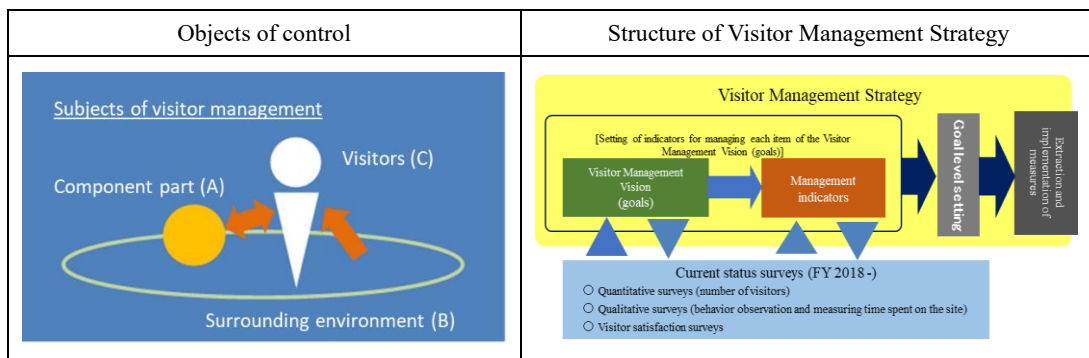 Objects of control
Structure of Visitor Management Strategy
Subjects of visitor management
Visitors (C)
Component part (A)
Surrounding environment (B)
Visitor Management Strategy
[Setting of indicators for managing each item of the Visitor
Management Vision (goals)]
Visitor Management
Vision
(goals)
Management
indicators
Goal level setting
Extraction and
implementation of
measures
Current status surveys (FY 2018 -)
○ Quantitative surveys (number of visitors)
○ Qualitative surveys (behavior observation and measuring time spent on the site)
○ Visitor satisfaction surveys